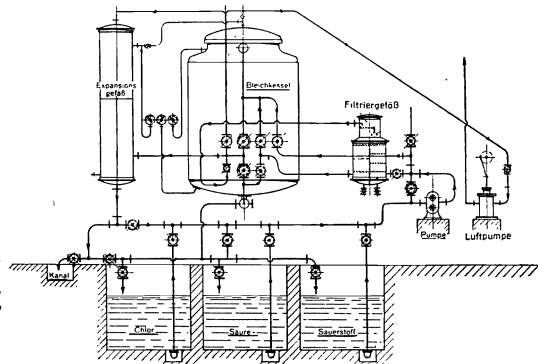 Expansions
gefäß
Bleichkessel
Filtriergefäß
Pumpe
Luftpumpe
Kanal
Chlor
Säure
Sauerstoff